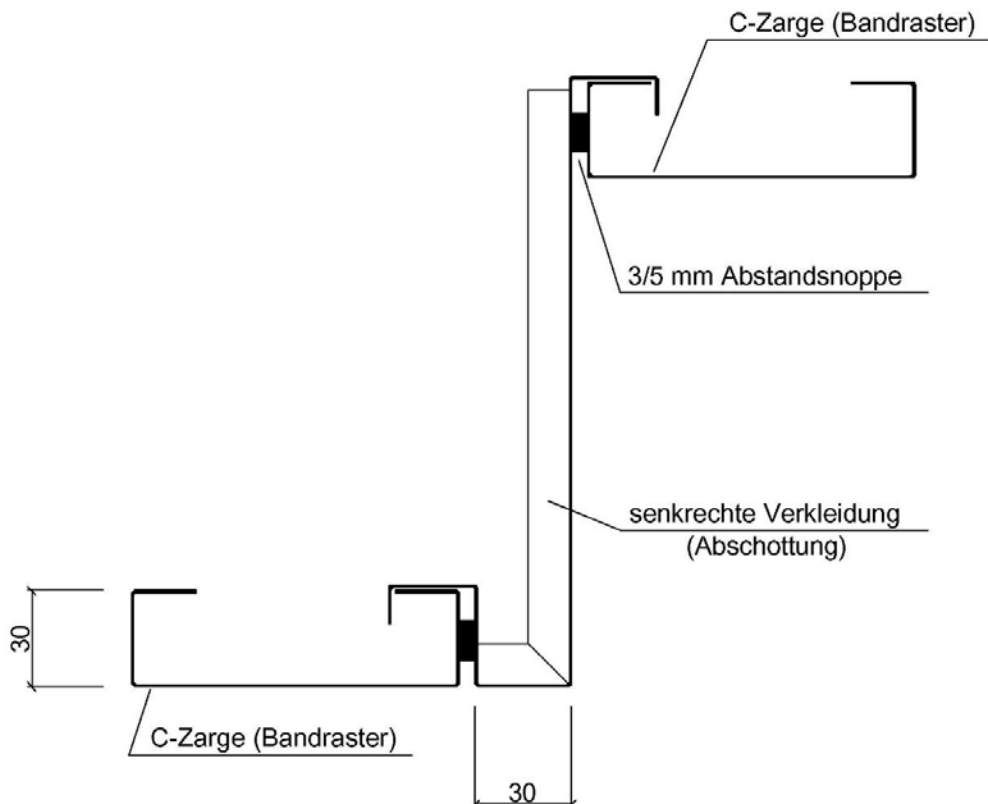 C-Zarge (Bandraster)
3/5 mm Abstandsnoppe
senkrechte Verkleidung
(Abschottung)
30
C-Zarge (Bandraster)
30